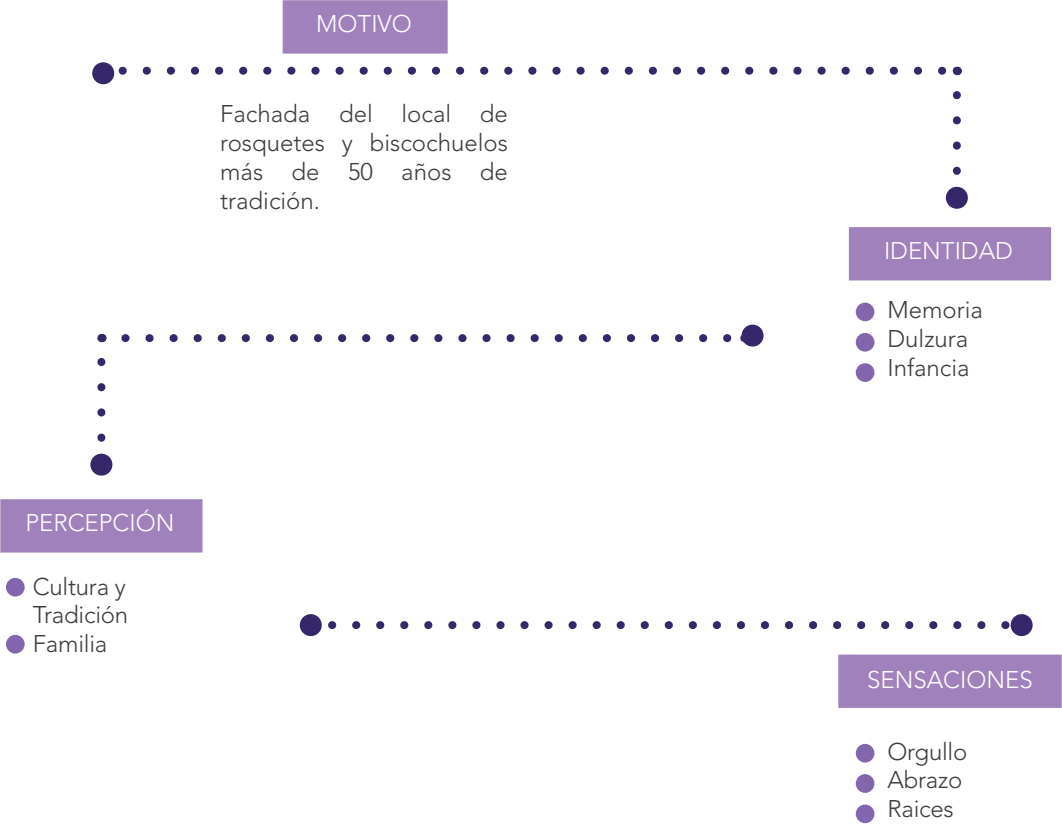 MOTIVO
Fachada del local de
rosquetes y biscochuelos
más de 50 años de
tradición.
IDENTIDAD
Memoria
Dulzura
Infancia
PERCEPCIÓN
Cultura y
Tradición
Familia
SENSACIONES
Orgullo
Abrazo
Raices